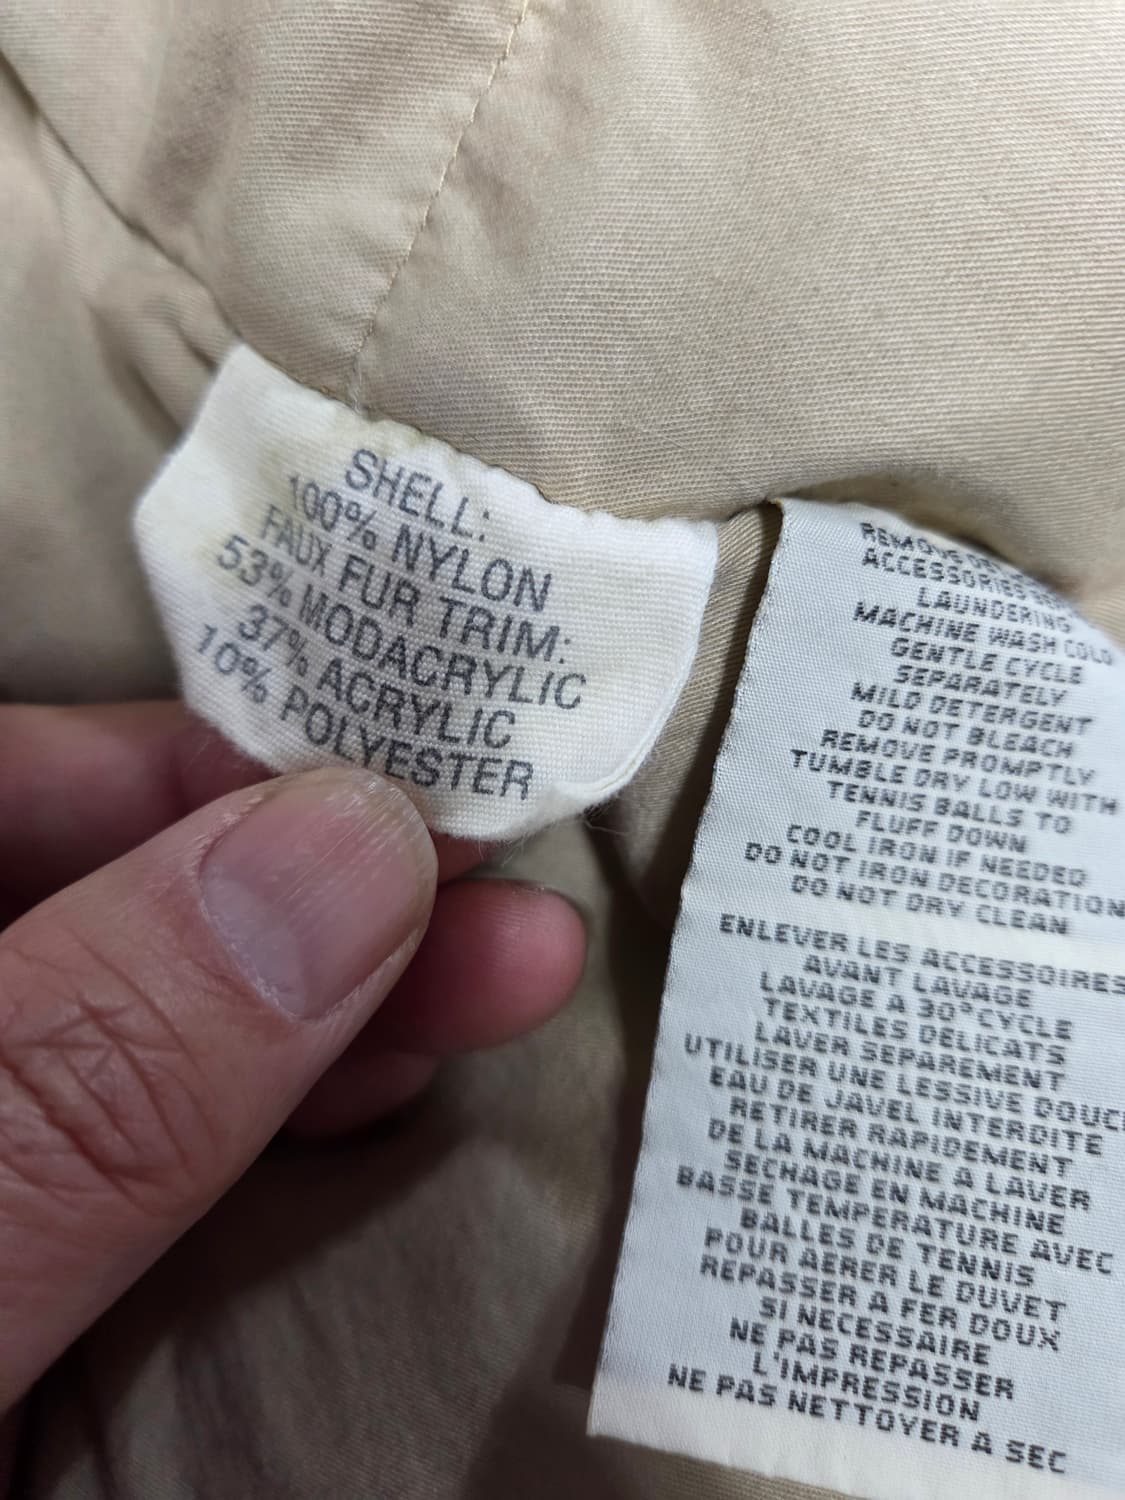 SHELL:
100% NYLON
FAUX FUR TRIM:
53% MODACRYLIC
37% ACRYLIC
10% POLYESTER
ACCESSORIES
LAUNDERING
MACHINE WASH COLD
GENTLE CYCLE
SEPARATELY
MILD DETERGENT
DO NOT BLEACH
REMOVE PROMPTLY
TUMBLE DRY LOW WITH
TENNIS BALLS TO
FLUFF DOWN
COOL IRON IF NEEDED
DO NOT IRON DECORATION
DO NOT DRY CLEAN
ENLEVER LES ACCESSOIRES
AVANT LAVAGE
LAVAGE A 30° CYCLE
TEXTILES DELICATS
LAVER SEPAREMENT
UTILISER UNE LESSIVE DOUCE
EAU DE JAVEL INTERDITE
RETIRER RAPIDEMENT
DE LA MACHINE A LAVER
SECHAGE EN MACHINE
BASSE TEMPERATURE AVEC
BALLES DE TENNIS
POUR AERER LE DUVET
REPASSER A FER DOUX
SI NECESSAIRE
NE PAS REPASSER
L'IMPRESSION
NE PAS NETTOYER A SEC